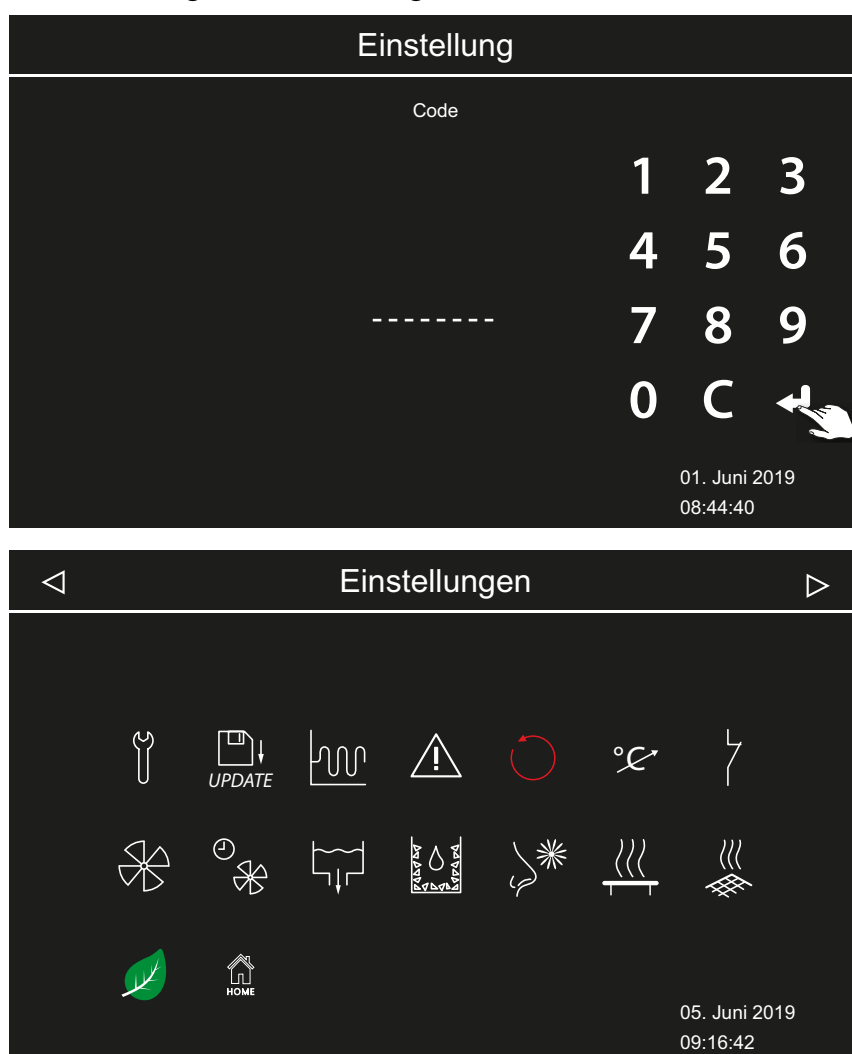 Einstellung
Code
1 2 3
4 5 6
--------
7 8 9
0 C
01. Juni 2019
08:44:40
Einstellungen
UPDATE
°C
HOME
05. Juni 2019
09:16:42